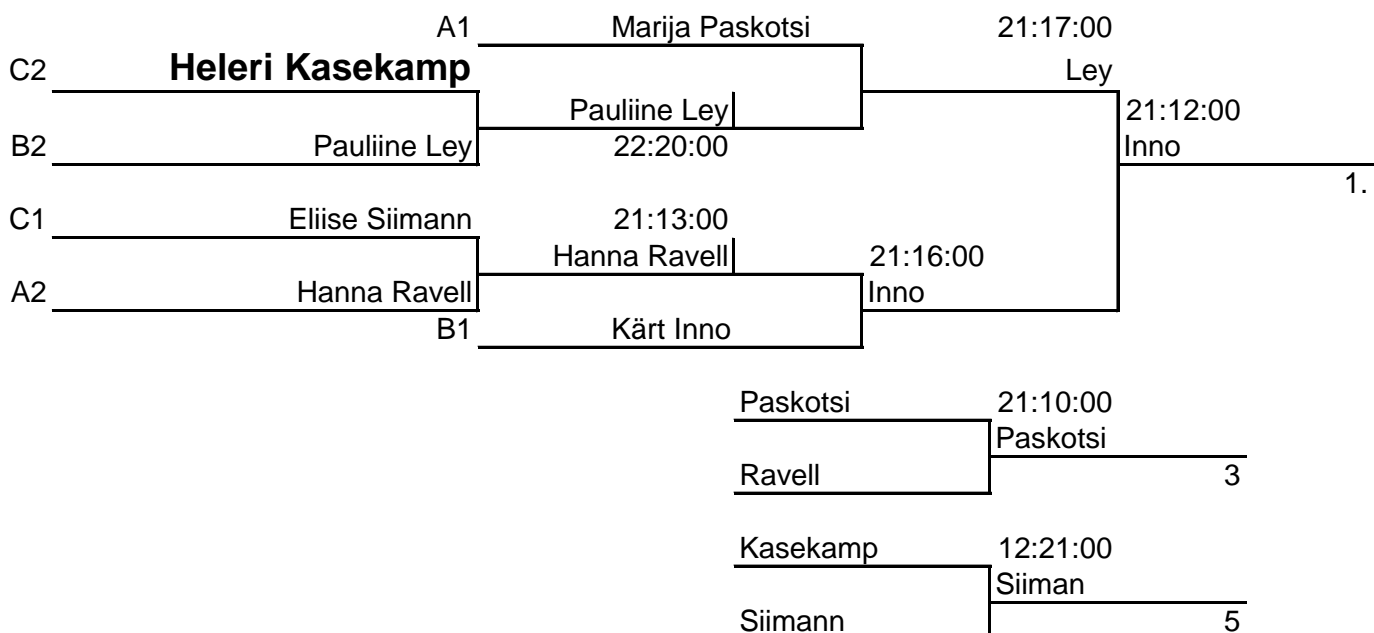 A1 Marija Paskotsi 21:17:00
C2 Heleri Kasekamp Ley
Pauliine Ley 21:12:00
B2 Pauliine Ley 22:20:00 Inno
1.
C1 Eliise Siimann 21:13:00
Hanna Ravell 21:16:00
A2 Hanna Ravell Inno
B1 Kärt Inno
Paskotsi 21:10:00
Paskotsi
Ravell 3
Kasekamp 12:21:00
Siiman
Siimann 5